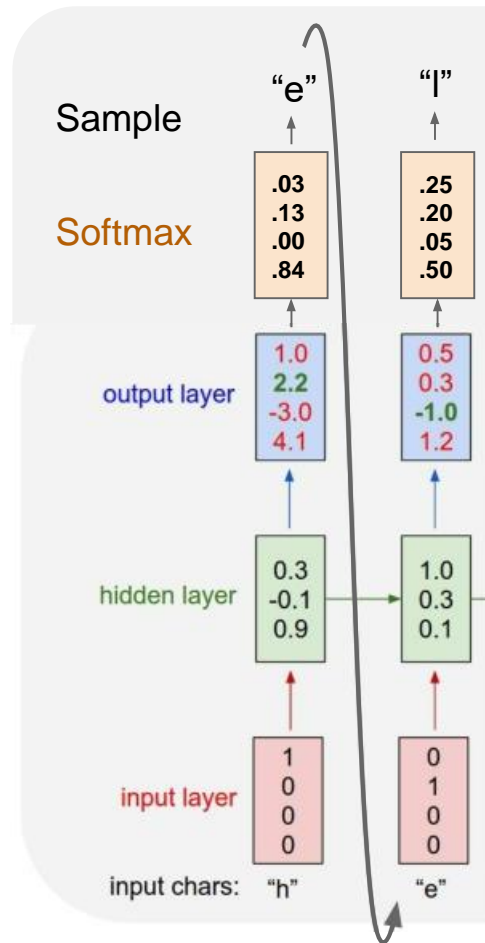 “e” “l”
Sample
.03 .25
.13 .20
Softmax
.00 .05
.84 .50
1.0 0.5
2.2 0.3
output layer
-3.0 -1.0
4.1 1.2
0.3 1.0
hidden layer
-0.1 0.3
0.9 0.1
1 0
0 1
input layer
0 0
0 0
input chars: “h” “e”